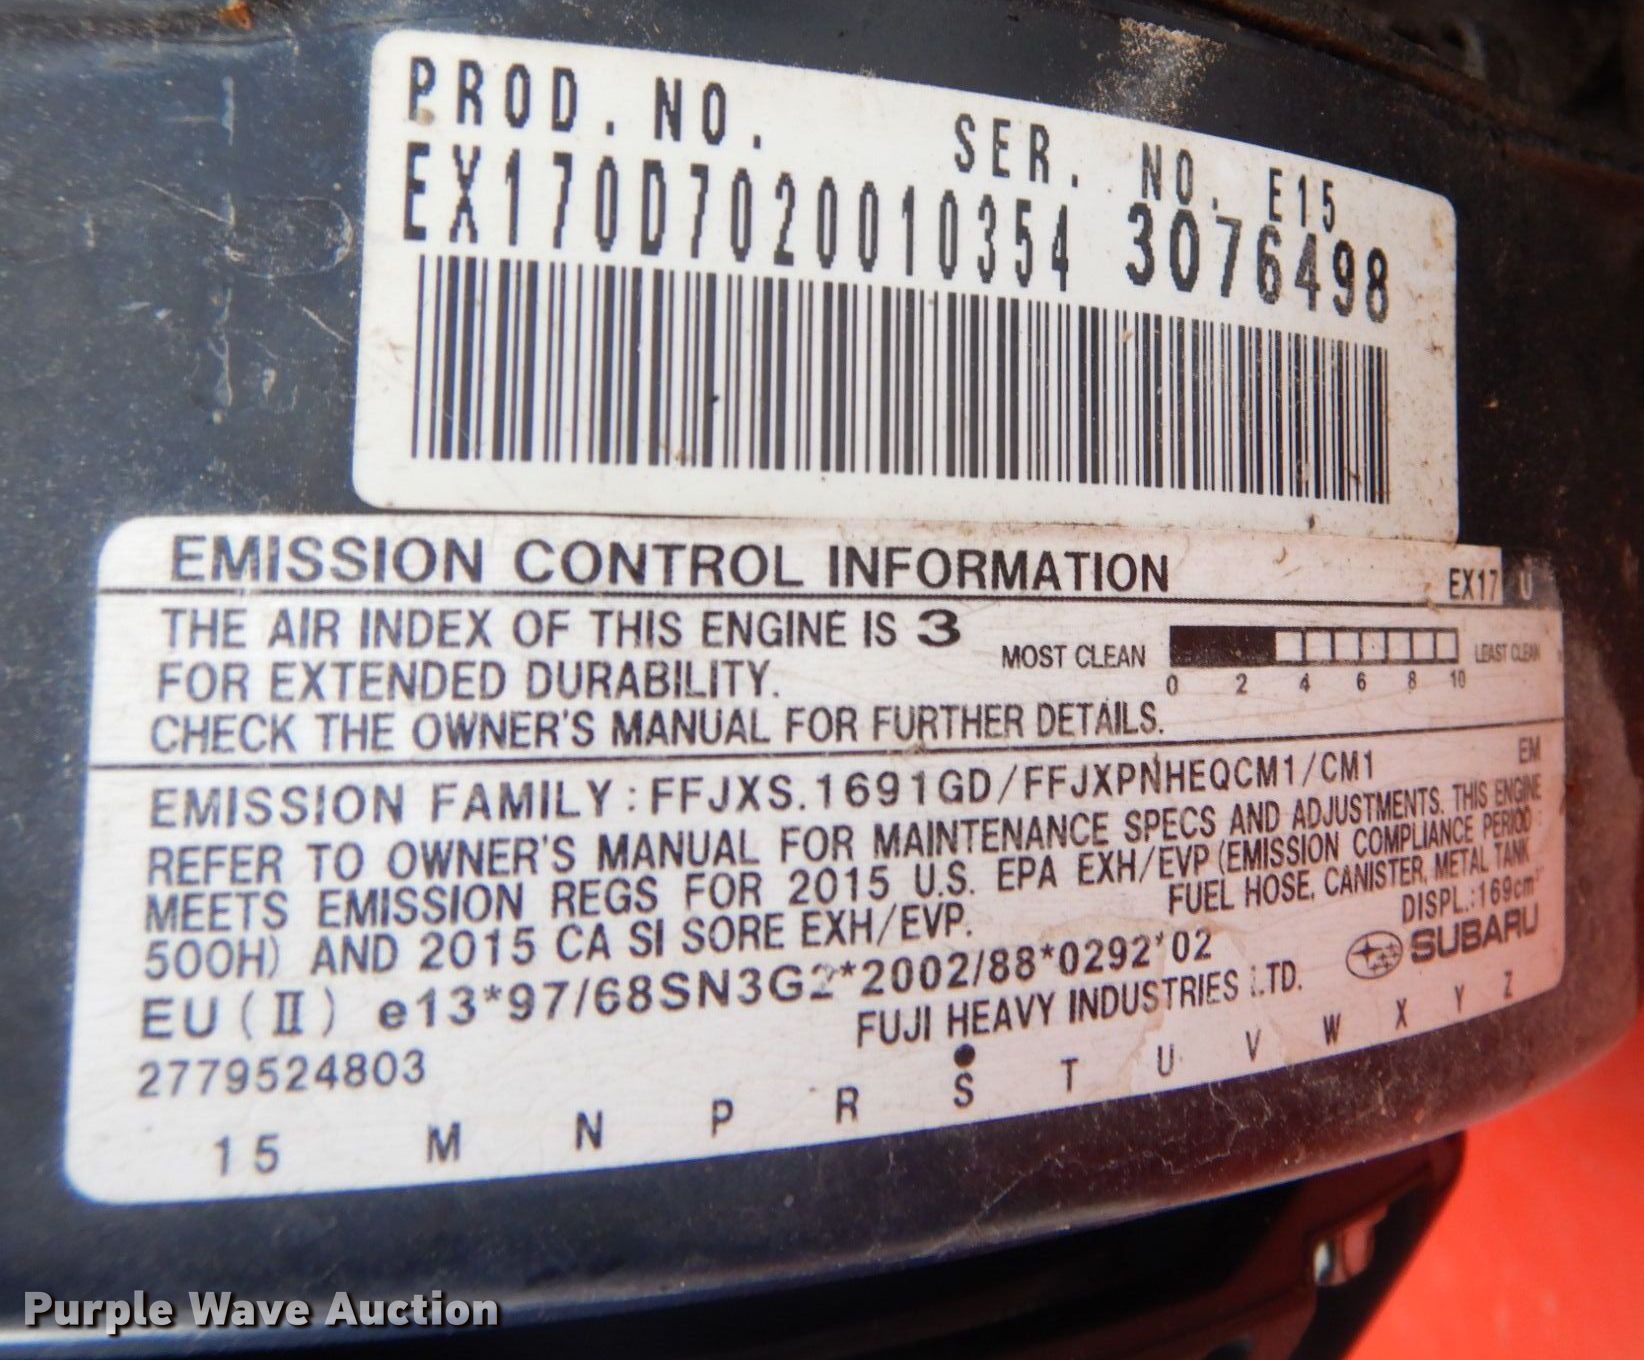 PROD. NO.
SER. NO. E15
EX170D7020010354 3076498
EMISSION CONTROL INFORMATION
EX17 U
THE AIR INDEX OF THIS ENGINE IS 3
MOST CLEAN LEAST CLEAN
0 2 4 6 8 10
FOR EXTENDED DURABILITY.
CHECK THE OWNER'S MANUAL FOR FURTHER DETAILS.
EMISSION FAMILY : FFJXS.1691GD/FFJXPNHEQCM1/CM1
EM
REFER TO OWNER'S MANUAL FOR MAINTENANCE SPECS AND ADJUSTMENTS. THIS ENGINE
MEETS EMISSION REGS FOR 2015 U.S. EPA EXH/EVP (EMISSION COMPLIANCE PERIOD :
500H) AND 2015 CA SI SORE EXH/EVP.
FUEL HOSE, CANISTER, METAL TANK
DISPL.:169cm³
EU (II) e13*97/68SN3G2*2002/88*0292*02
SUBARU
FUJI HEAVY INDUSTRIES LTD.
2779524803
15 M N P R S T U V W X Y Z
Purple Wave Auction